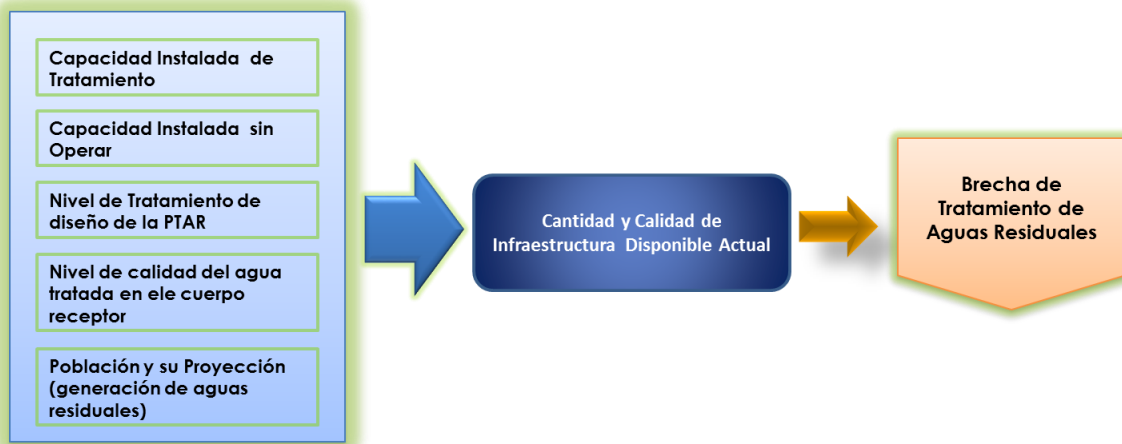 Capacidad Instalada de
Tratamiento
Capacidad Instalada sin
Operar
Nivel de Tratamiento de
diseño de la PTAR
Nivel de calidad del agua
tratada en ele cuerpo
receptor
Población y su Proyección
(generación de aguas
residuales)
Cantidad y Calidad de
Infraestructura Disponible Actual
Brecha de
Tratamiento de
Aguas Residuales